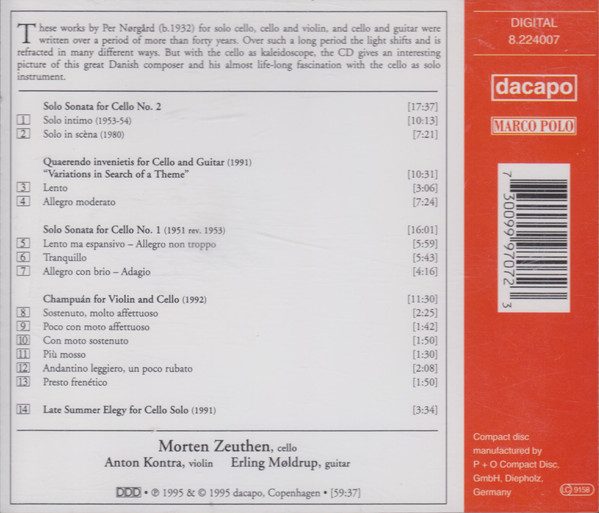 These works by Per Nørgård (b.1932) for solo cello, cello and violin, and cello and guitar were
written over a period of more than forty years. Over such a long period the light shifts and is
refracted in many different ways. But with the cello as kaleidoscope, the CD gives an interesting
picture of this great Danish composer and his almost life-long fascination with the cello as solo
instrument.
Solo Sonata for Cello No. 2 [17:37]
1 Solo intimo (1953-54) [10:13]
2 Solo in scèna (1980) [7:21]
Quaerendo invenietis for Cello and Guitar (1991)
"Variations in Search of a Theme" [10:31]
3 Lento [3:06]
4 Allegro moderato [7:24]
Solo Sonata for Cello No. 1 (1951 rev. 1953) [16:01]
5 Lento ma espansivo – Allegro non troppo [5:59]
6 Tranquillo [5:43]
7 Allegro con brio – Adagio [4:16]
Champuán for Violin and Cello (1992) [11:30]
8 Sostenuto, molto affettuoso [2:25]
9 Poco con moto affettuoso [1:42]
10 Con moto sostenuto [1:50]
11 Più mosso [1:30]
12 Andantino leggiero, un poco rubato [2:08]
13 Presto frenético [1:50]
14 Late Summer Elegy for Cello Solo (1991) [3:34]
Morten Zeuthen, cello
Anton Kontra, violin Erling Møldrup, guitar
DDD • ℗ 1995 & © 1995 dacapo, Copenhagen • [59:37]
DIGITAL
8.224007
dacapo
MARCO POLO
7 30099 97072 3
Compact disc
manufactured by
P + O Compact Disc,
GmbH, Diepholz,
Germany
LC 9158